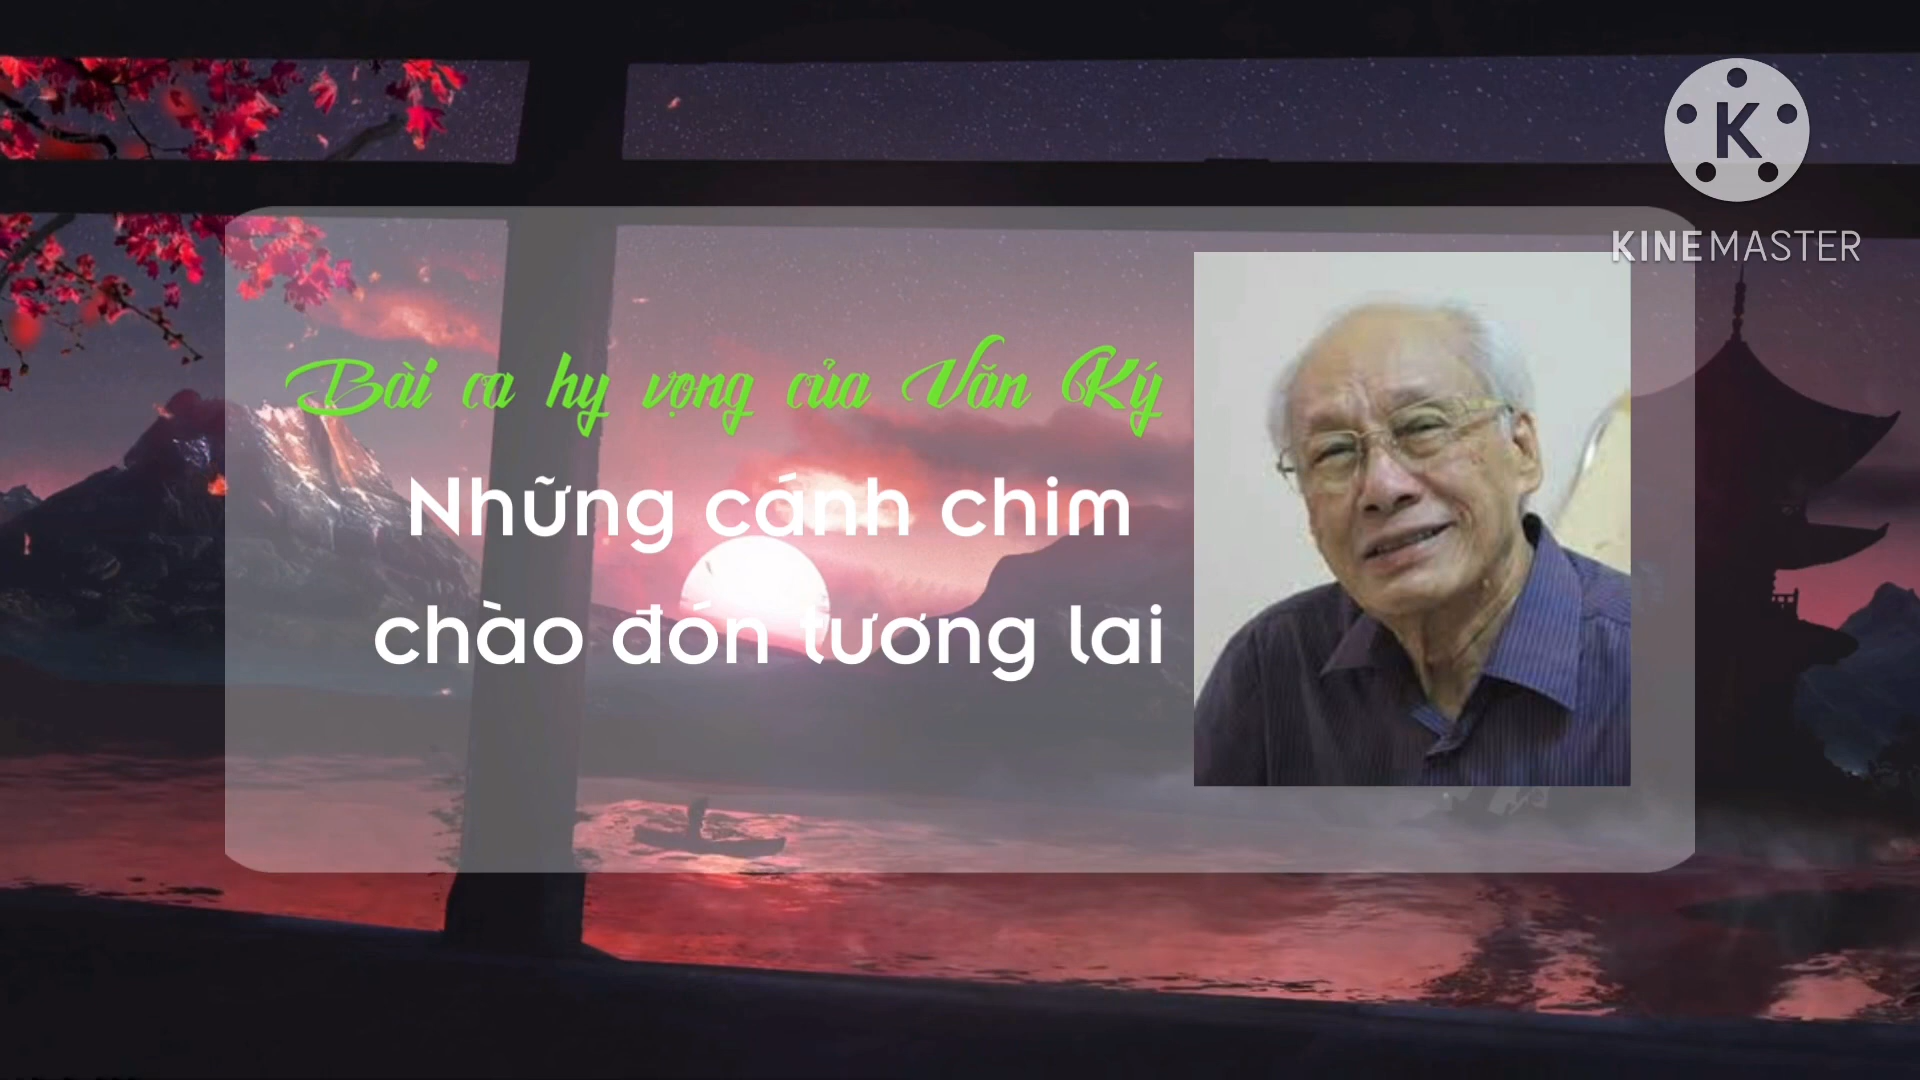 K
KINEMASTER
Bài ca hy vọng của Văn Ký
Những cánh chim
chào đón tương lai